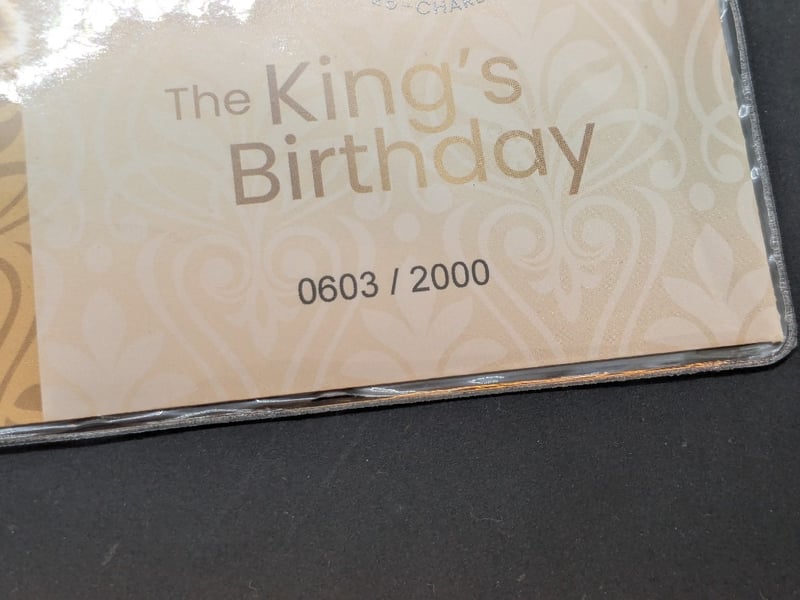 The King's
Birthday
0603 / 2000